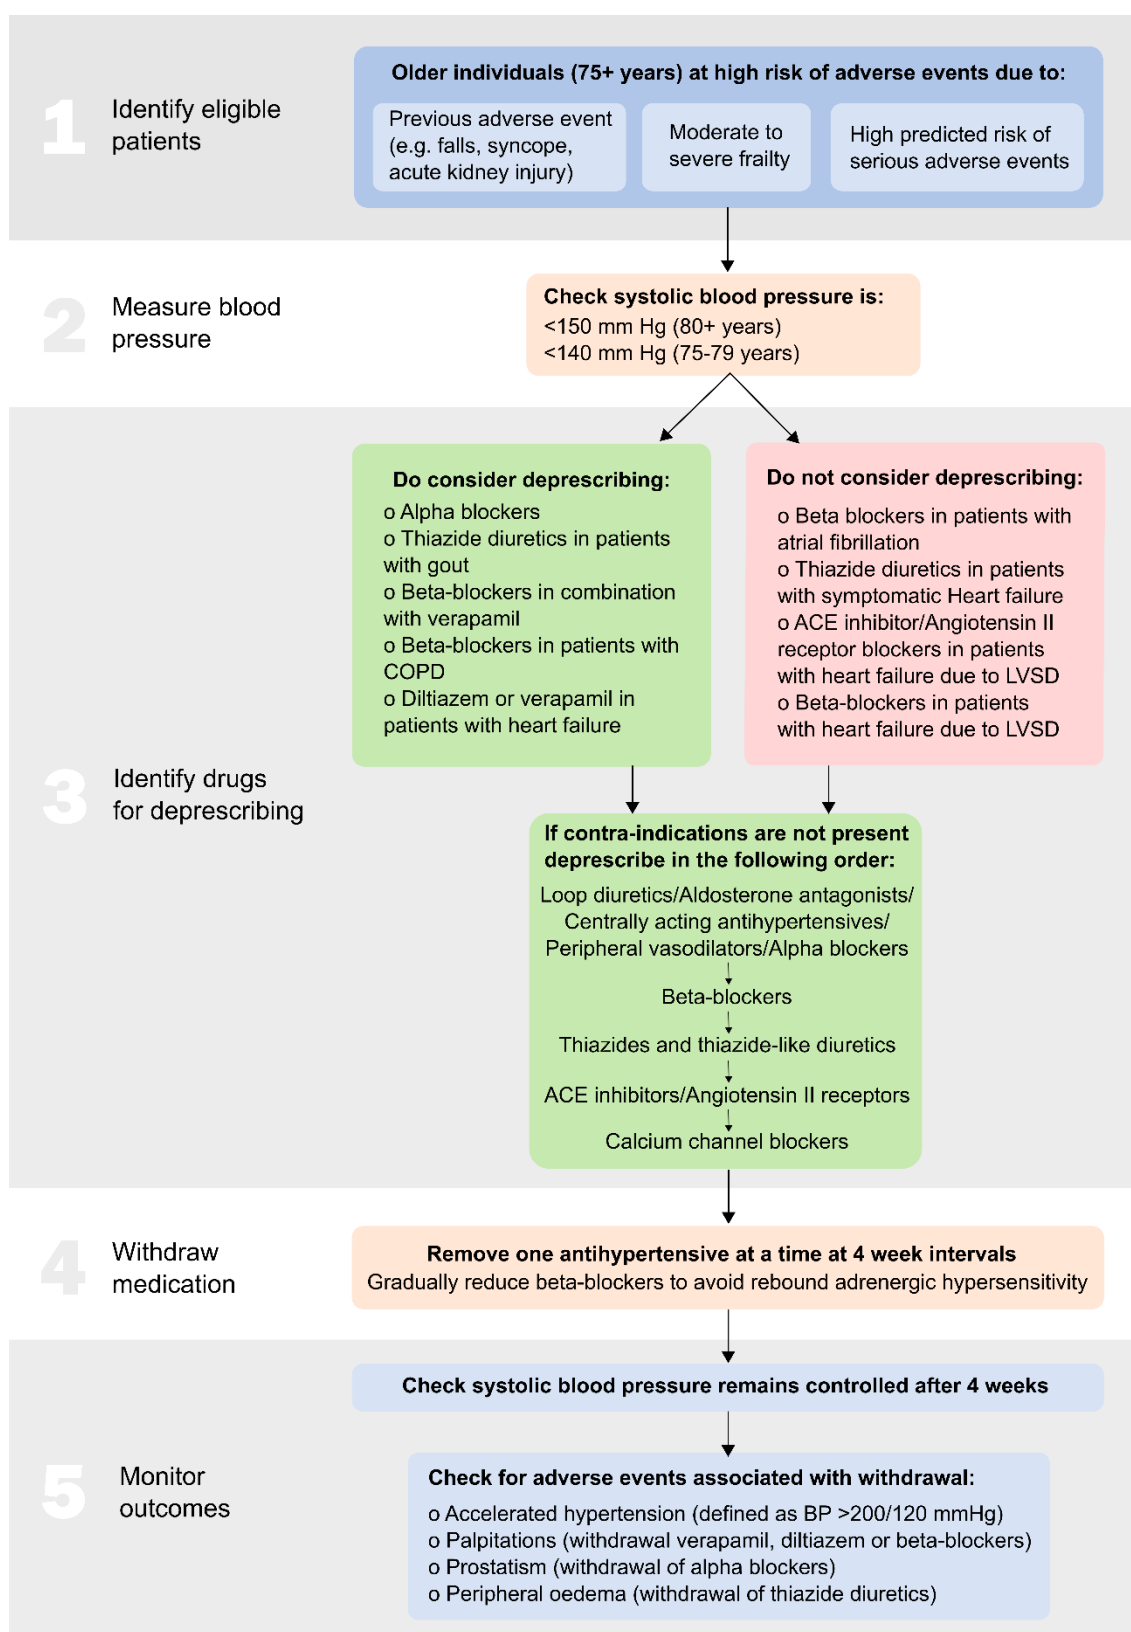 1
Identify eligible
patients
Older individuals (75+ years) at high risk of adverse events due to:
Previous adverse event
(e.g. falls, syncope,
acute kidney injury)
Moderate to
severe frailty
High predicted risk of
serious adverse events
2
Measure blood
pressure
Check systolic blood pressure is:
<150 mm Hg (80+ years)
<140 mm Hg (75-79 years)
3
Identify drugs
for deprescribing
Do consider deprescribing:
o Alpha blockers
o Thiazide diuretics in patients
with gout
o Beta-blockers in combination
with verapamil
o Beta-blockers in patients with
COPD
o Diltiazem or verapamil in
patients with heart failure
Do not consider deprescribing:
o Beta blockers in patients with
atrial fibrillation
o Thiazide diuretics in patients
with symptomatic Heart failure
o ACE inhibitor/Angiotensin II
receptor blockers in patients
with heart failure due to LVSD
o Beta-blockers in patients
with heart failure due to LVSD
If contra-indications are not present
deprescribe in the following order:
Loop diuretics/Aldosterone antagonists/
Centrally acting antihypertensives/
Peripheral vasodilators/Alpha blockers
Beta-blockers
Thiazides and thiazide-like diuretics
ACE inhibitors/Angiotensin II receptors
Calcium channel blockers
4
Withdraw
medication
Remove one antihypertensive at a time at 4 week intervals
Gradually reduce beta-blockers to avoid rebound adrenergic hypersensitivity
5
Monitor
outcomes
Check systolic blood pressure remains controlled after 4 weeks
Check for adverse events associated with withdrawal:
o Accelerated hypertension (defined as BP >200/120 mmHg)
o Palpitations (withdrawal verapamil, diltiazem or beta-blockers)
o Prostatism (withdrawal of alpha blockers)
o Peripheral oedema (withdrawal of thiazide diuretics)